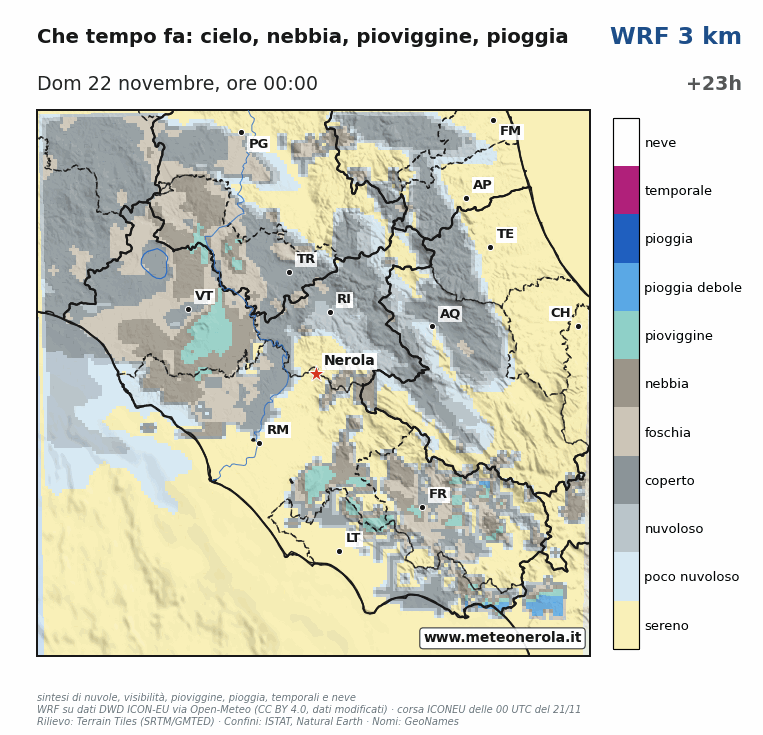 Che tempo fa: cielo, nebbia, pioviggine, pioggia
WRF 3 km
Dom 22 novembre, ore 00:00
+23h
FM
PG
AP
TE
TR
VT
RI
AQ
CH
Nerola
RM
FR
LT
www.meteonerola.it
neve
temporale
pioggia
pioggia debole
pioviggine
nebbia
foschia
coperto
nuvoloso
poco nuvoloso
sereno
sintesi di nuvole, visibilità, pioviggine, pioggia, temporali e neve
WRF su dati DWD ICON-EU via Open-Meteo (CC BY 4.0, dati modificati) · corsa ICONEU delle 00 UTC del 21/11
Rilievo: Terrain Tiles (SRTM/GMTED) · Confini: ISTAT, Natural Earth · Nomi: GeoNames